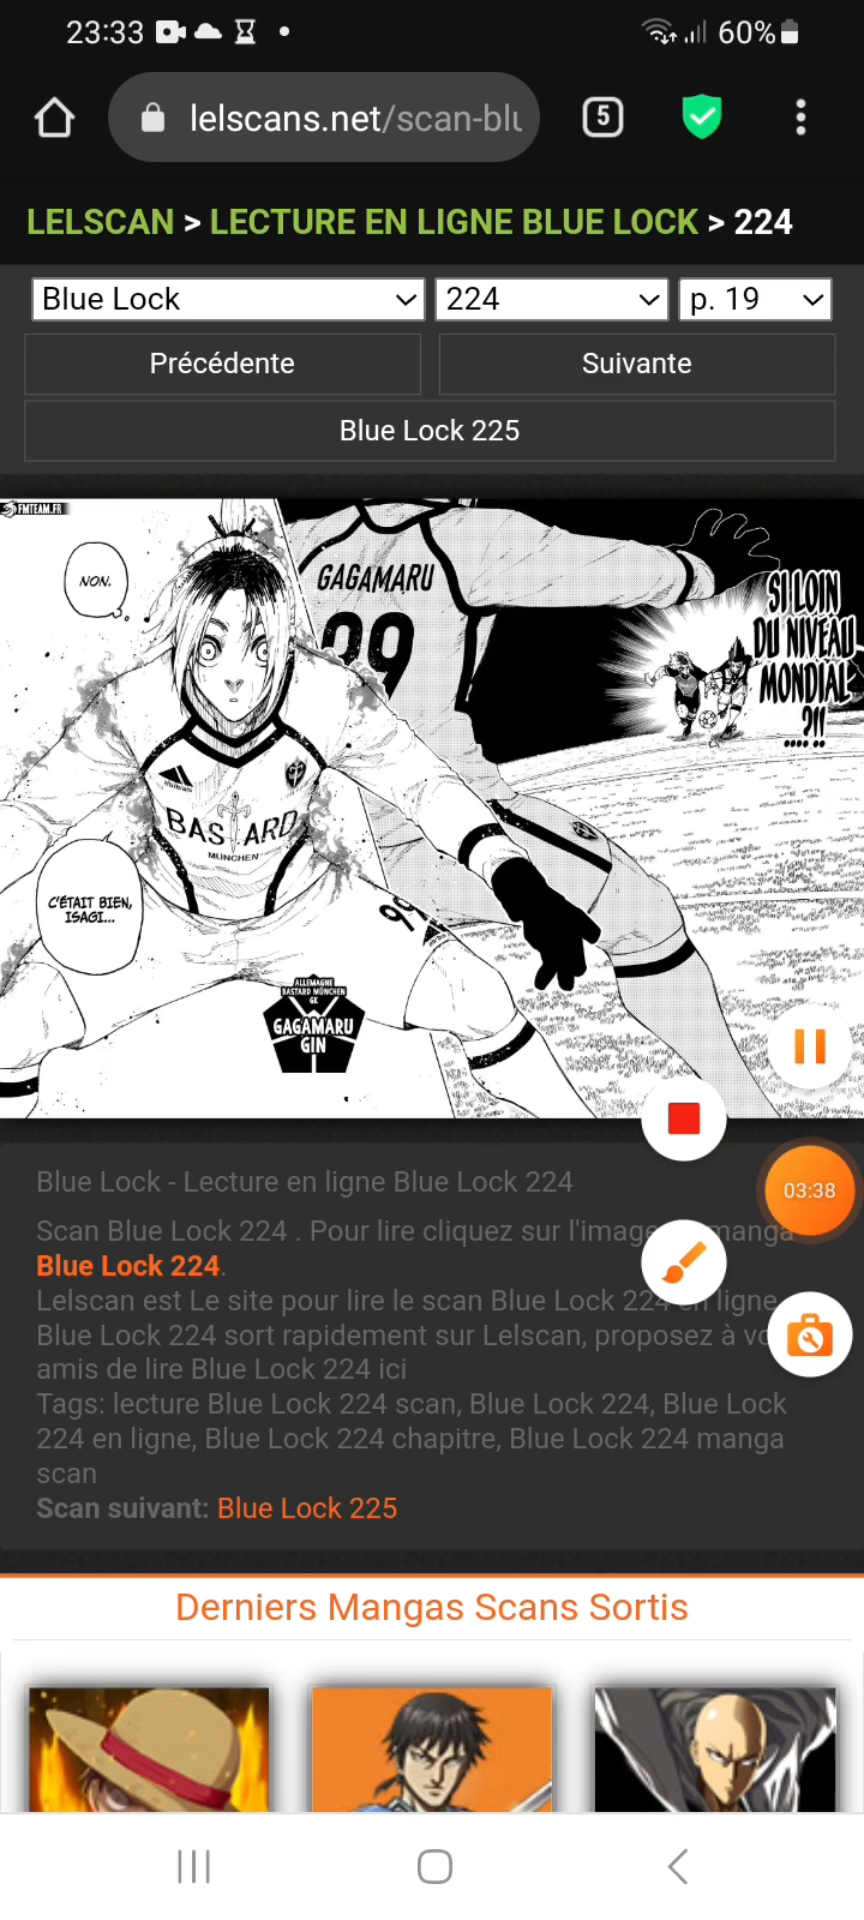 23:33
60%
lelscans.net/scan-blu
5
LELSCAN > LECTURE EN LIGNE BLUE LOCK > 224
Blue Lock
224
p. 19
Précédente
Suivante
Blue Lock 225
FMTEAM.FR
NON.
GAGAMARU
99
SI LOIN
DU NIVEAU
MONDIAL
?!!
....
BASTARD
MÜNCHEN
C'ÉTAIT BIEN,
ISAGI...
99
ALLEMAGNE
BASTARD MÜNCHEN
GK
GAGAMARU
GIN
Blue Lock - Lecture en ligne Blue Lock 224
03:38
Scan Blue Lock 224 . Pour lire cliquez sur l'image manga
Blue Lock 224.
Lelscan est Le site pour lire le scan Blue Lock 224 en ligne
Blue Lock 224 sort rapidement sur Lelscan, proposez à vo
amis de lire Blue Lock 224 ici
Tags: lecture Blue Lock 224 scan, Blue Lock 224, Blue Lock
224 en ligne, Blue Lock 224 chapitre, Blue Lock 224 manga
scan
Scan suivant: Blue Lock 225
Derniers Mangas Scans Sortis